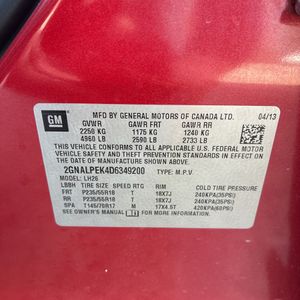 GM
MFD BY GENERAL MOTORS OF CANADA LTD. 04/13
GVWR GAWR FRT GAWR RR
2250 KG 1175 KG 1240 KG
4960 LB 2590 LB 2733 LB
THIS VEHICLE CONFORMS TO ALL APPLICABLE U.S. FEDERAL MOTOR
VEHICLE SAFETY AND THEFT PREVENTION STANDARDS IN EFFECT ON THE
DATE OF MANUFACTURE SHOWN ABOVE.
2GNALPEK4D6349200 TYPE: M.P.V.
MODEL: LH26
LBBH TIRE SIZE SPEED RTG RIM COLD TIRE PRESSURE
FRT P235/55R18 T 18X7J 240KPA(35PSI)
RR P235/55R18 T 18X7J 240KPA(35PSI)
SPA T145/70R17 M 17X4.5T 420KPA(60PSI)
SEE OWNER'S MANUAL FOR ADDITIONAL INFORMATION.